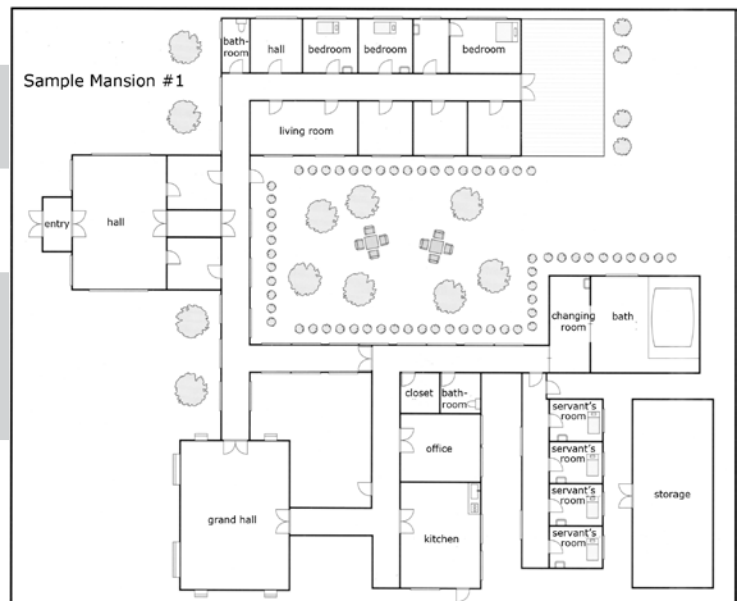 bath-
room
hall
bedroom
bedroom
bedroom
Sample Mansion #1
living room
entry
hall
changing
room
bath
closet
bath-
room
servant's
room
office
servant's
room
storage
servant's
room
grand hall
kitchen
servant's
room